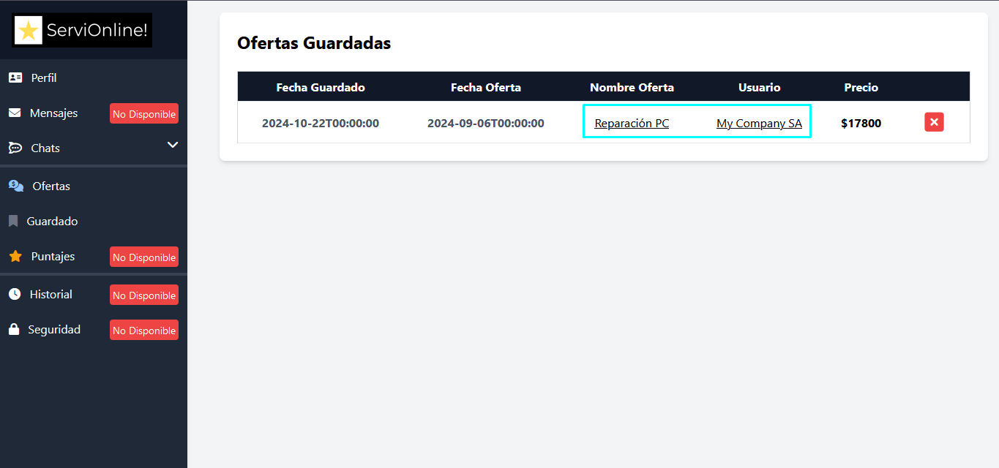 ServiOnline!
Perfil
Mensajes No Disponible
Chats
Ofertas
Guardado
Puntajes No Disponible
Historial No Disponible
Seguridad No Disponible
Ofertas Guardadas
Fecha Guardado Fecha Oferta Nombre Oferta Usuario Precio
2024-10-22T00:00:00 2024-09-06T00:00:00 Reparación PC My Company SA $17800